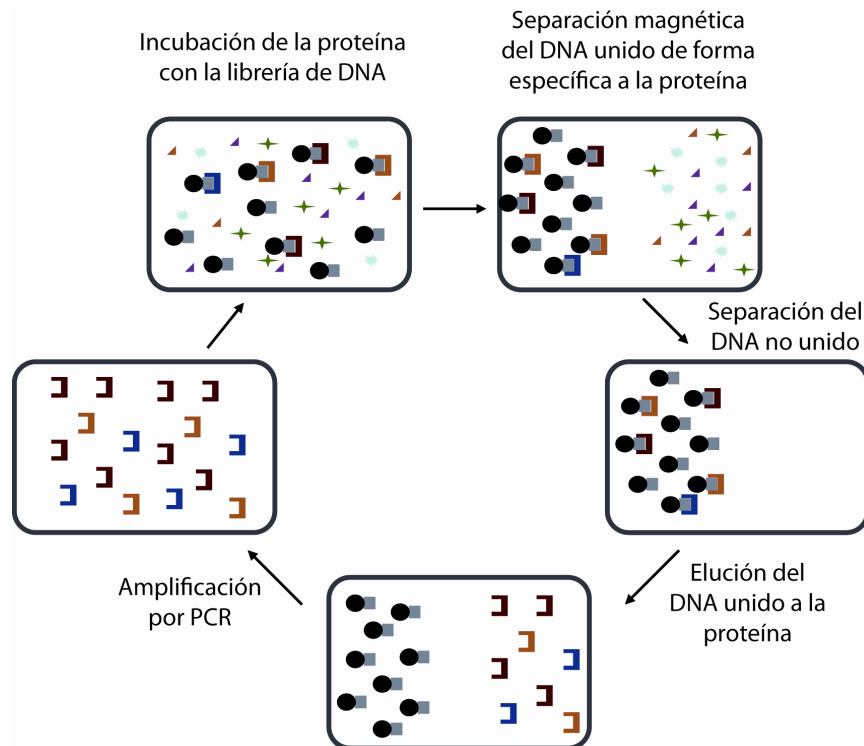 Incubación de la proteína
con la librería de DNA
Separación magnética
del DNA unido de forma
específica a la proteína
Separación del
DNA no unido
Elución del
DNA unido a la
proteína
Amplificación
por PCR